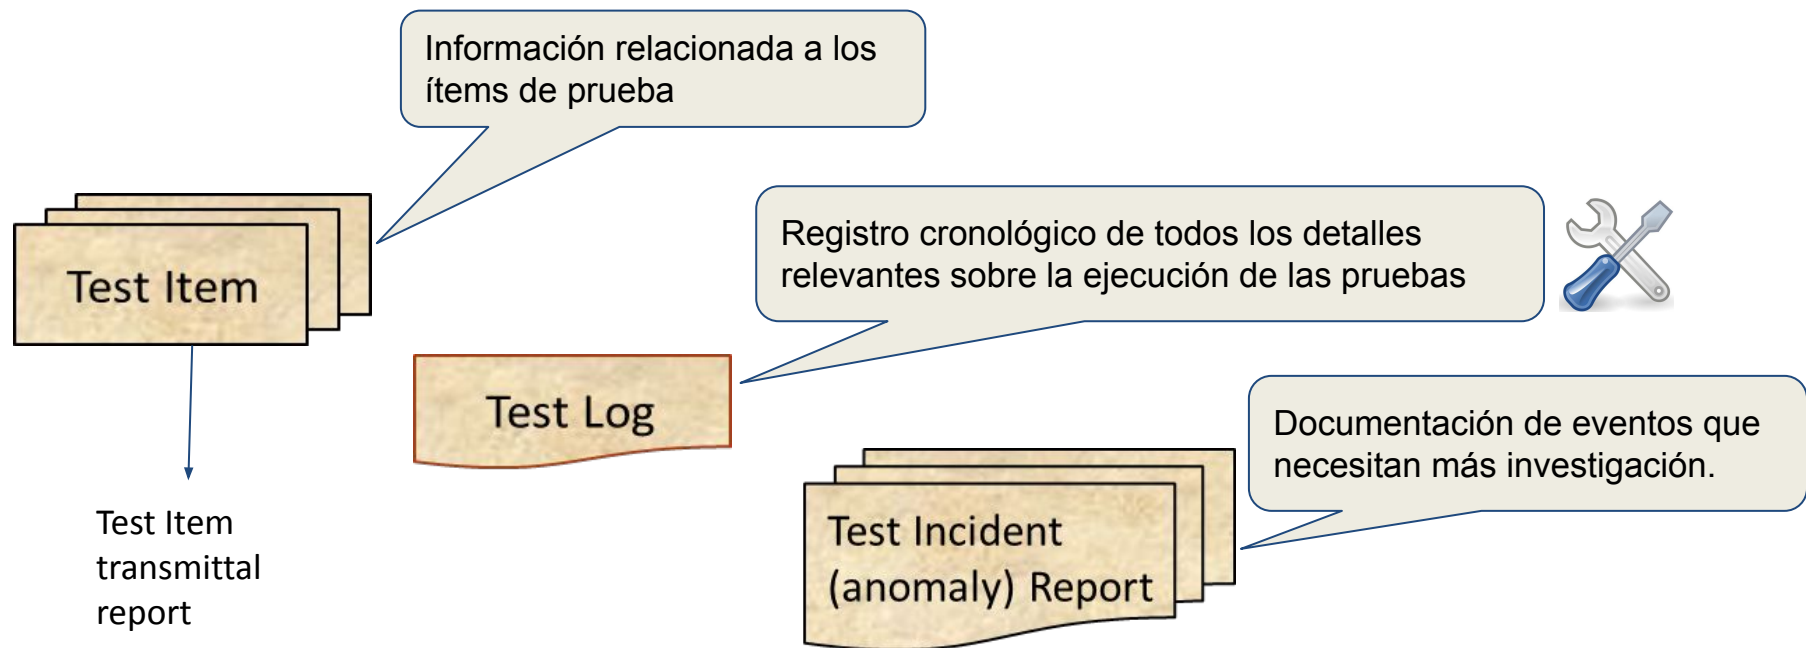 Información relacionada a los
ítems de prueba
Test Item
Registro cronológico de todos los detalles
relevantes sobre la ejecución de las pruebas
Test Log
Documentación de eventos que
necesitan más investigación.
Test Item
transmittal
report
Test Incident
(anomaly) Report